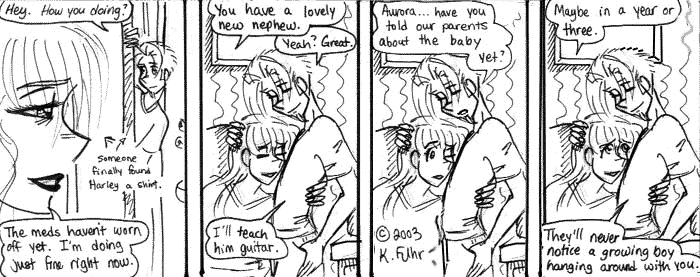 Hey. How you doing?
someone
finally found
Harley a shirt.
The meds haven't worn
off yet. I'm doing
just fine right now.
You have a lovely
new nephew.
Yeah? Great.
I'll teach
him guitar.
Aurora.... have you
told our parents
about the baby
yet?
© 2003
K. Fuhr
Maybe in a year or
three.
They'll never
notice a growing boy
hanging around with you.